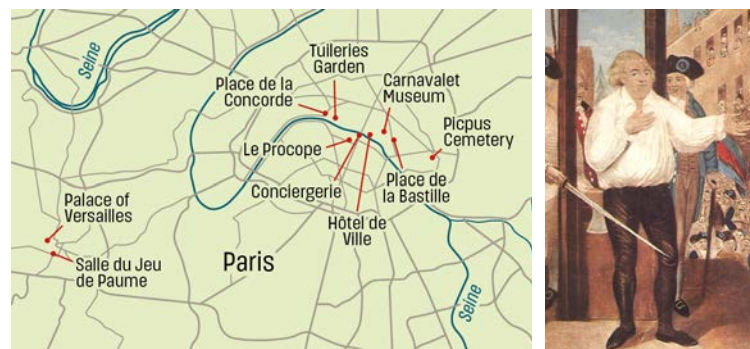 Seine
Tuileries
Garden
Place de la
Concorde
Carnavalet
Museum
Picpus
Cemetery
Le Procope
Conciergerie
Place de
la Bastille
Hôtel de
Ville
Palace of
Versailles
Salle du Jeu
de Paume
Paris
Seine